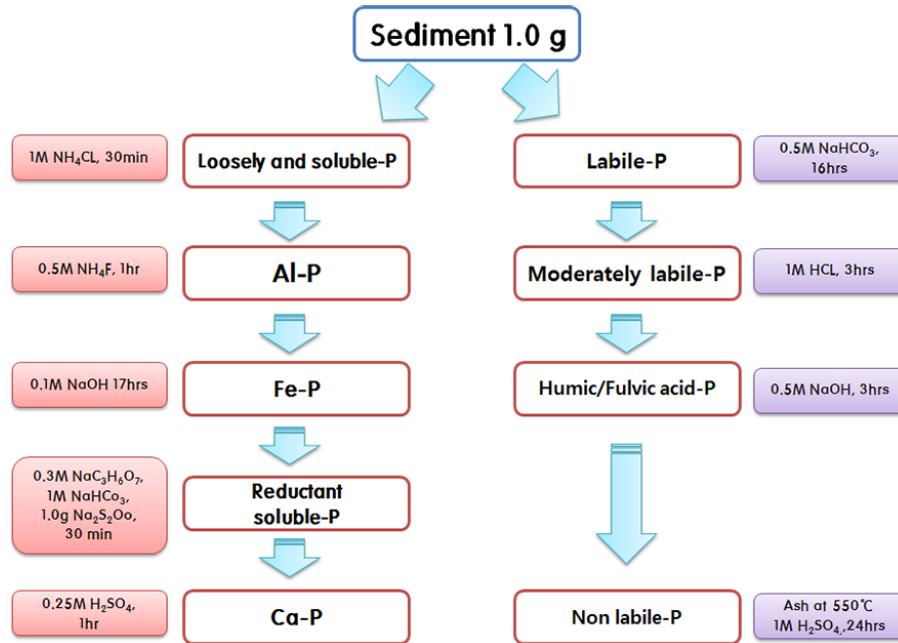 Sediment 1.0 g
1M NH₄CL, 30min
Loosely and soluble-P
Labile-P
0.5M NaHCO₃,
16hrs
0.5M NH₄F, 1hr
Al-P
Moderately labile-P
1M HCL, 3hrs
0.1M NaOH 17hrs
Fe-P
Humic/Fulvic acid-P
0.5M NaOH, 3hrs
0.3M NaC₃H₆O₇,
1M NaHCo₃,
1.0g Na₂S₂Oo,
30 min
Reductant
soluble-P
0.25M H₂SO₄,
1hr
Ca-P
Non labile-P
Ash at 550℃
1M H₂SO₄,,24hrs